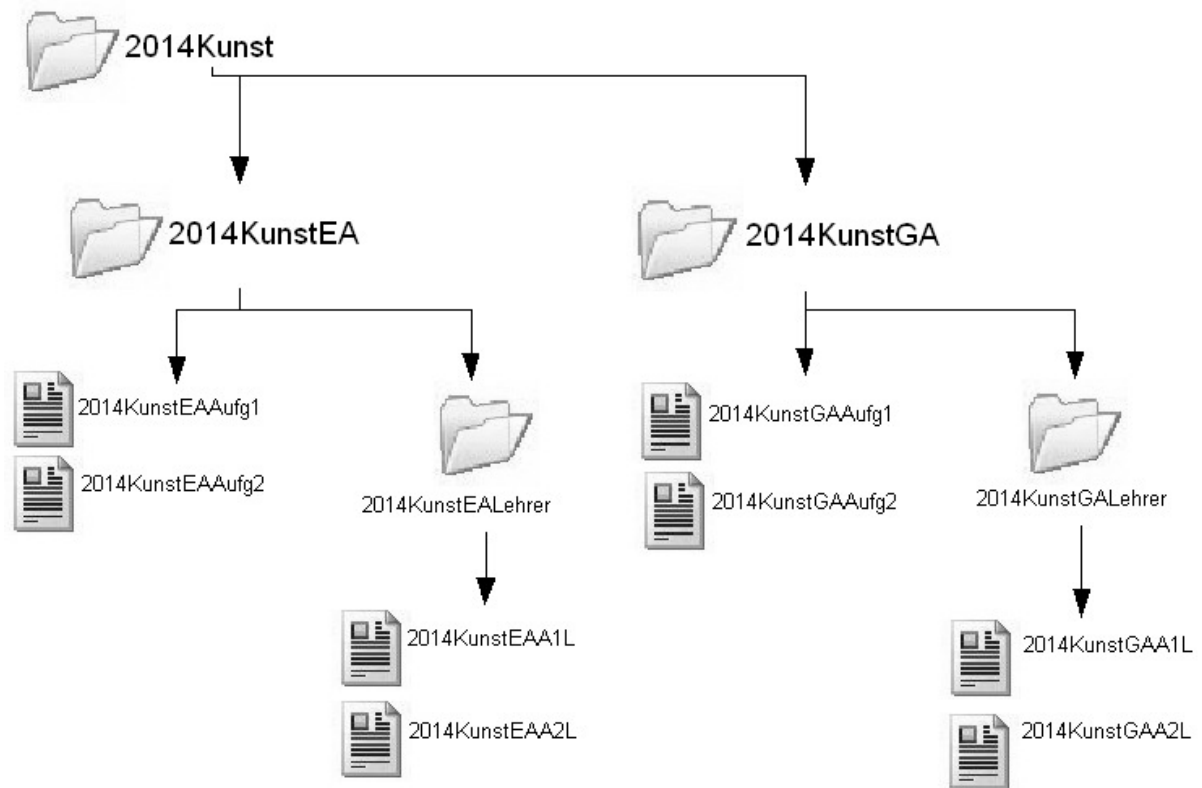 2014Kunst
2014KunstEA
2014KunstGA
2014KunstEAAufg1
2014KunstEAAufg2
2014KunstEALehrer
2014KunstGAAufg1
2014KunstGAAufg2
2014KunstGALehrer
2014KunstEAA1L
2014KunstEAA2L
2014KunstGAA1L
2014KunstGAA2L